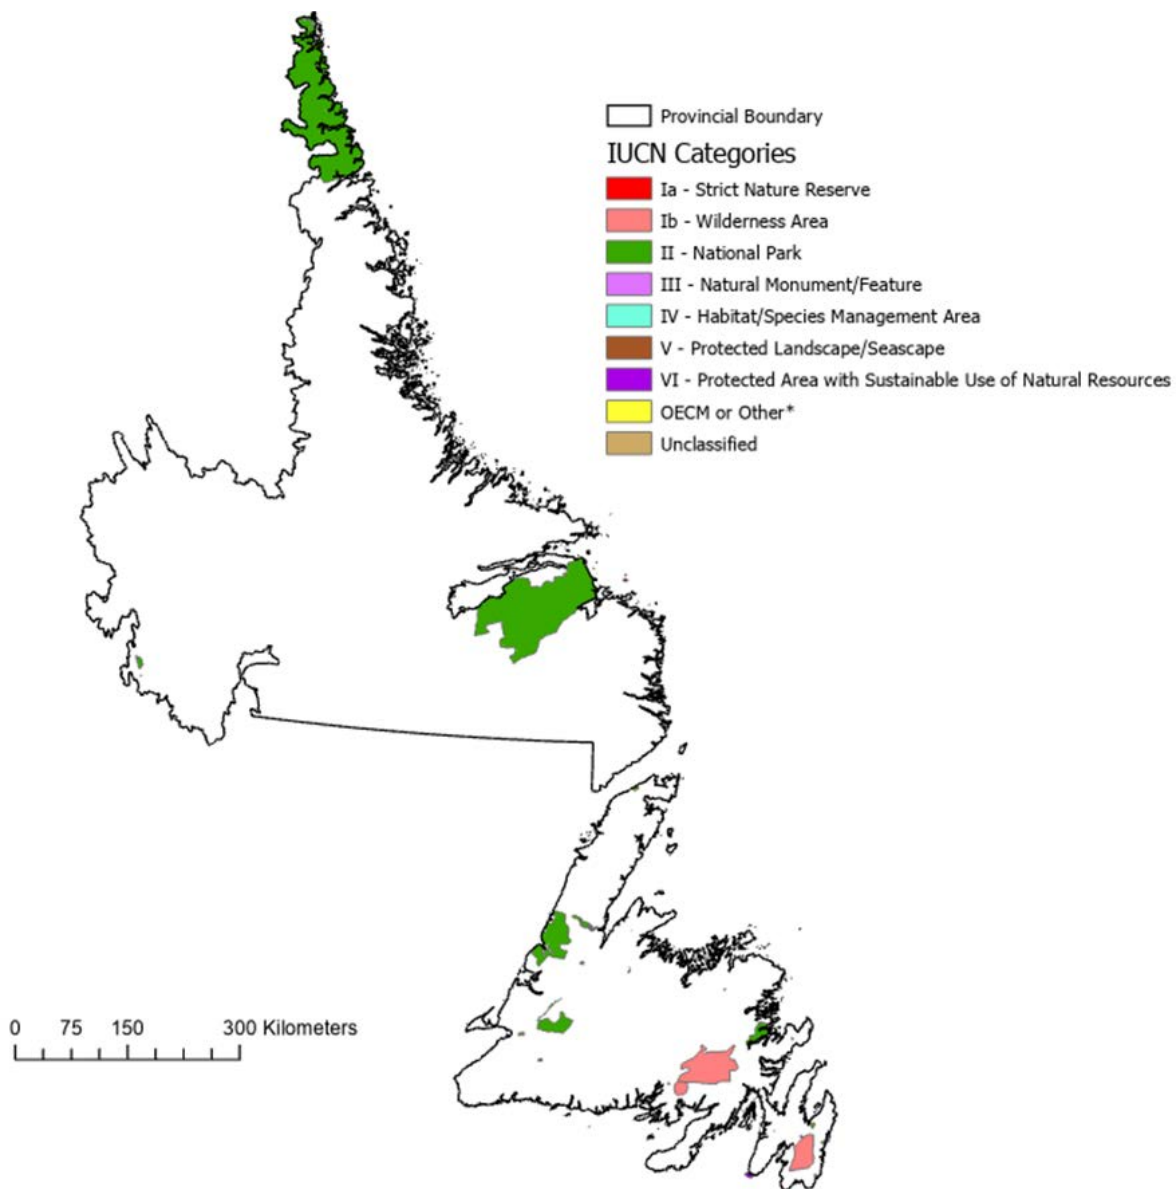 Provincial Boundary
IUCN Categories
Ia - Strict Nature Reserve
Ib - Wilderness Area
II - National Park
III - Natural Monument/Feature
IV - Habitat/Species Management Area
V - Protected Landscape/Seascape
VI - Protected Area with Sustainable Use of Natural Resources
OECM or Other*
Unclassified
0 75 150 300 Kilometers